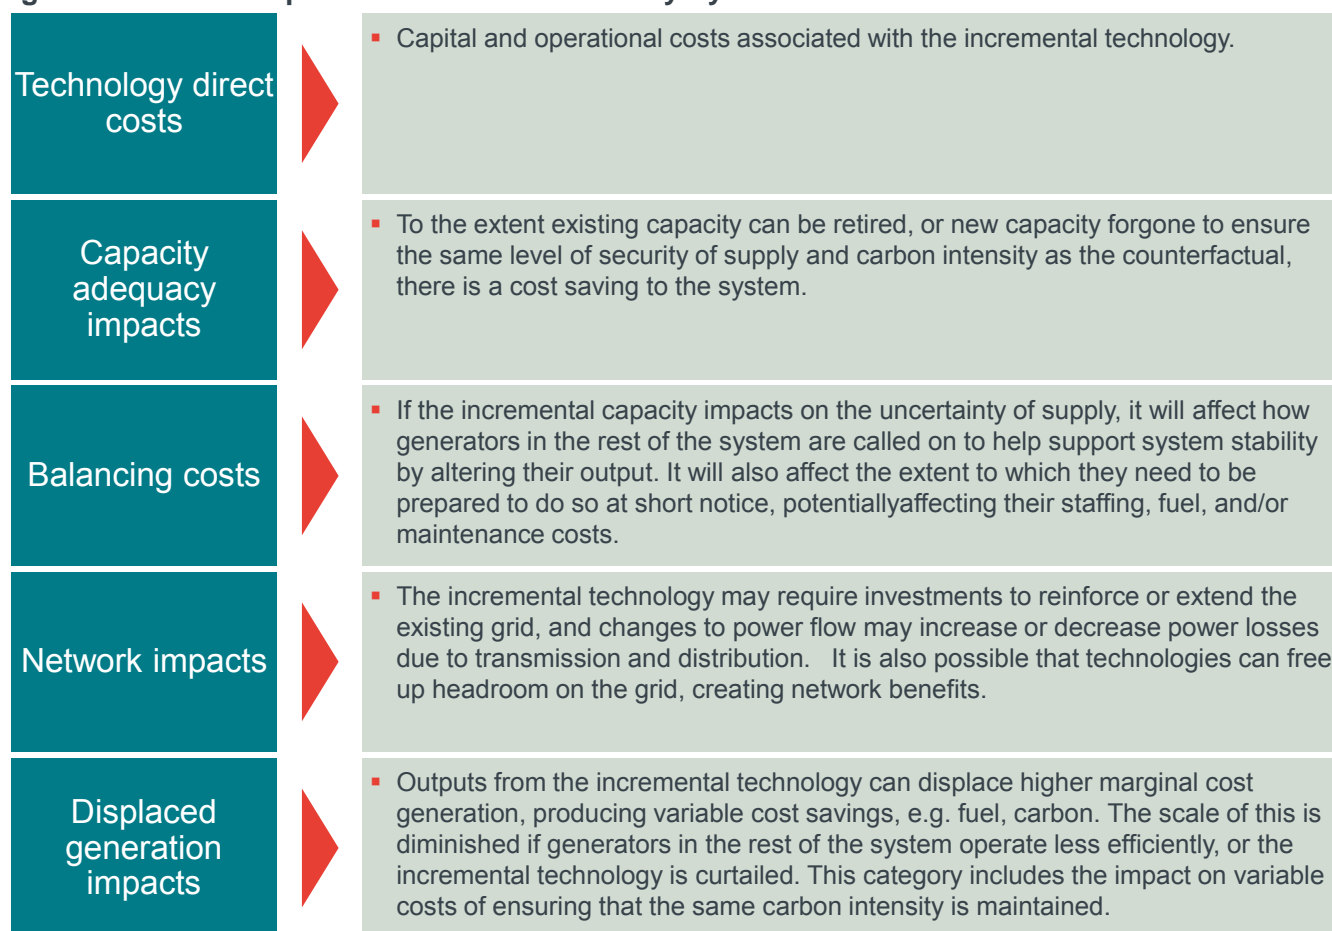 Technology direct
costs
▪ Capital and operational costs associated with the incremental technology.
Capacity
adequacy
impacts
▪ To the extent existing capacity can be retired, or new capacity forgone to ensure
the same level of security of supply and carbon intensity as the counterfactual,
there is a cost saving to the system.
Balancing costs
▪ If the incremental capacity impacts on the uncertainty of supply, it will affect how
generators in the rest of the system are called on to help support system stability
by altering their output. It will also affect the extent to which they need to be
prepared to do so at short notice, potentiallyaffecting their staffing, fuel, and/or
maintenance costs.
Network impacts
▪ The incremental technology may require investments to reinforce or extend the
existing grid, and changes to power flow may increase or decrease power losses
due to transmission and distribution.   It is also possible that technologies can free
up headroom on the grid, creating network benefits.
Displaced
generation
impacts
▪ Outputs from the incremental technology can displace higher marginal cost
generation, producing variable cost savings, e.g. fuel, carbon. The scale of this is
diminished if generators in the rest of the system operate less efficiently, or the
incremental technology is curtailed. This category includes the impact on variable
costs of ensuring that the same carbon intensity is maintained.